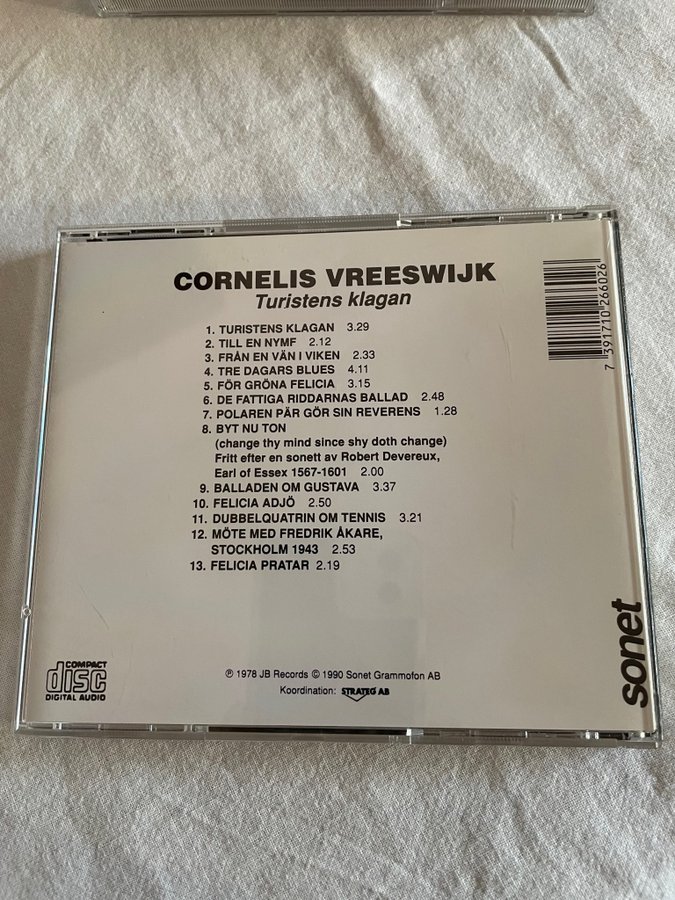 CORNELIS VREESWIJK
Turistens klagan
1. TURISTENS KLAGAN 3.29
2. TILL EN NYMF 2.12
3. FRÅN EN VÄN I VIKEN 2.33
4. TRE DAGARS BLUES 4.11
5. FÖR GRÖNA FELICIA 3.15
6. DE FATTIGA RIDDARNAS BALLAD 2.48
7. POLAREN PÄR GÖR SIN REVERENS 1.28
8. BYT NU TON
(change thy mind since shy doth change)
Fritt efter en sonett av Robert Devereux,
Earl of Essex 1567-1601 2.00
9. BALLADEN OM GUSTAVA 3.37
10. FELICIA ADJÖ 2.50
11. DUBBELQUATRIN OM TENNIS 3.21
12. MÖTE MED FREDRIK ÅKARE,
STOCKHOLM 1943 2.53
13. FELICIA PRATAR 2.19
7 391710 266026
sonet
COMPACT
disc
DIGITAL AUDIO
℗ 1978 JB Records © 1990 Sonet Grammofon AB
Koordination: STRATEG AB